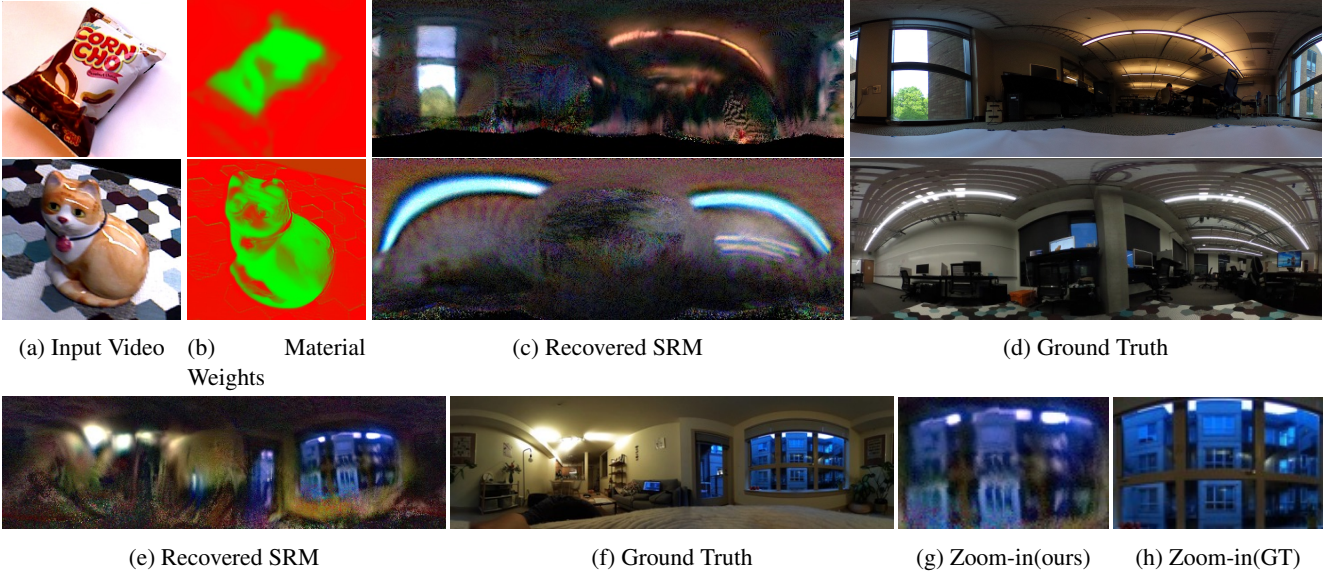 CORN
CHO
(a) Input Video
(b) Material
Weights
(c) Recovered SRM
(d) Ground Truth
(e) Recovered SRM
(f) Ground Truth
(g) Zoom-in(ours)
(h) Zoom-in(GT)